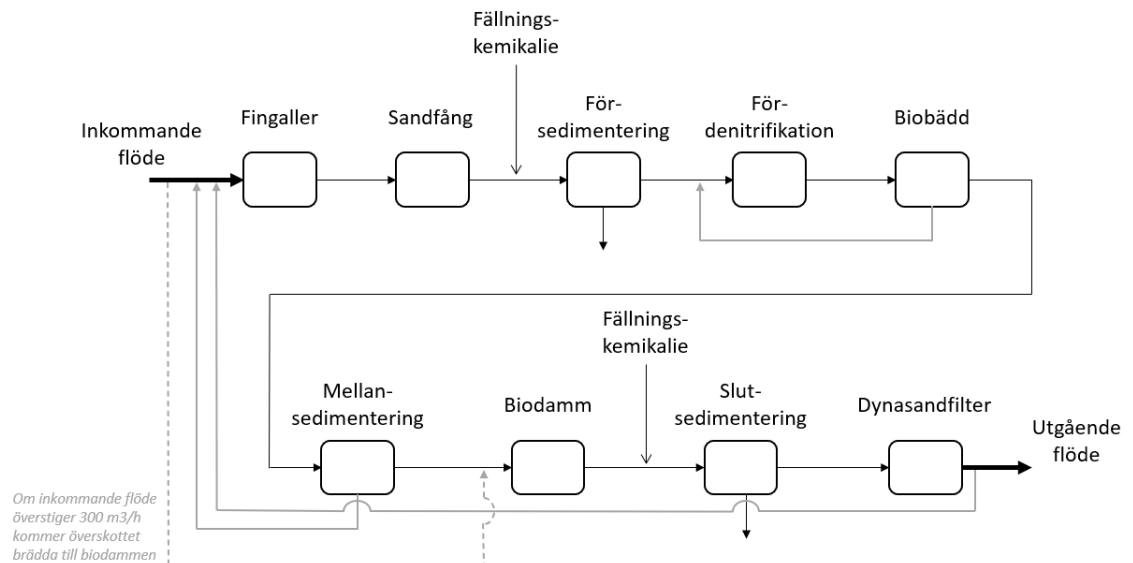 Fällnings-
kemikalie
Inkommande
flöde
Fingaller
Sandfång
För-
sedimentering
För-
denitrifikation
Biobädd
Fällnings-
kemikalie
Mellan-
sedimentering
Biodamm
Slut-
sedimentering
Dynasandfilter
Utgående
flöde
Om inkommande flöde
överstiger 300 m3/h
kommer överskottet
brädda till biodammen